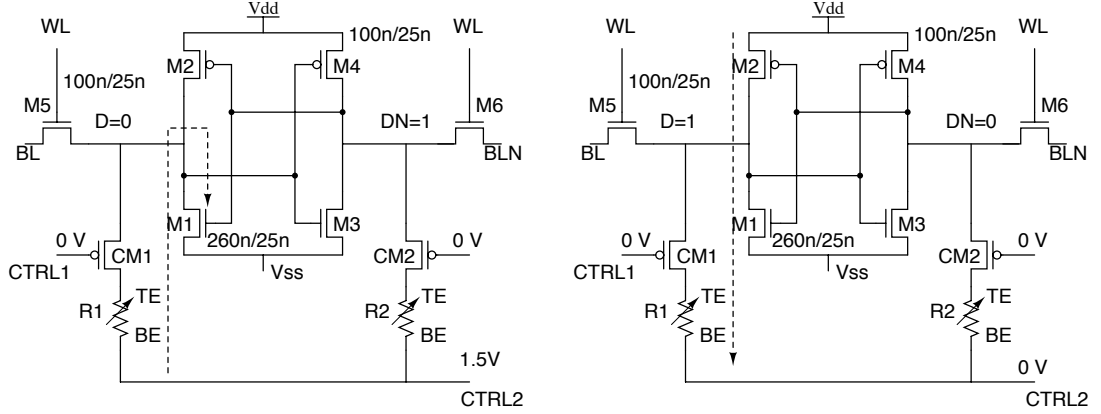 Vdd
WL
100n/25n
WL
M2
M4
100n/25n
M5
D=0
DN=1
M6
BL
BLN
M1
M3
260n/25n
0 V
CM1
Vss
CM2
0 V
CTRL1
R1
TE
BE
R2
TE
BE
1.5V
CTRL2
Vdd
WL
100n/25n
WL
M2
M4
100n/25n
M5
D=1
DN=0
M6
BL
BLN
M1
M3
260n/25n
0 V
CM1
Vss
CM2
0 V
CTRL1
R1
TE
BE
R2
TE
BE
0 V
CTRL2